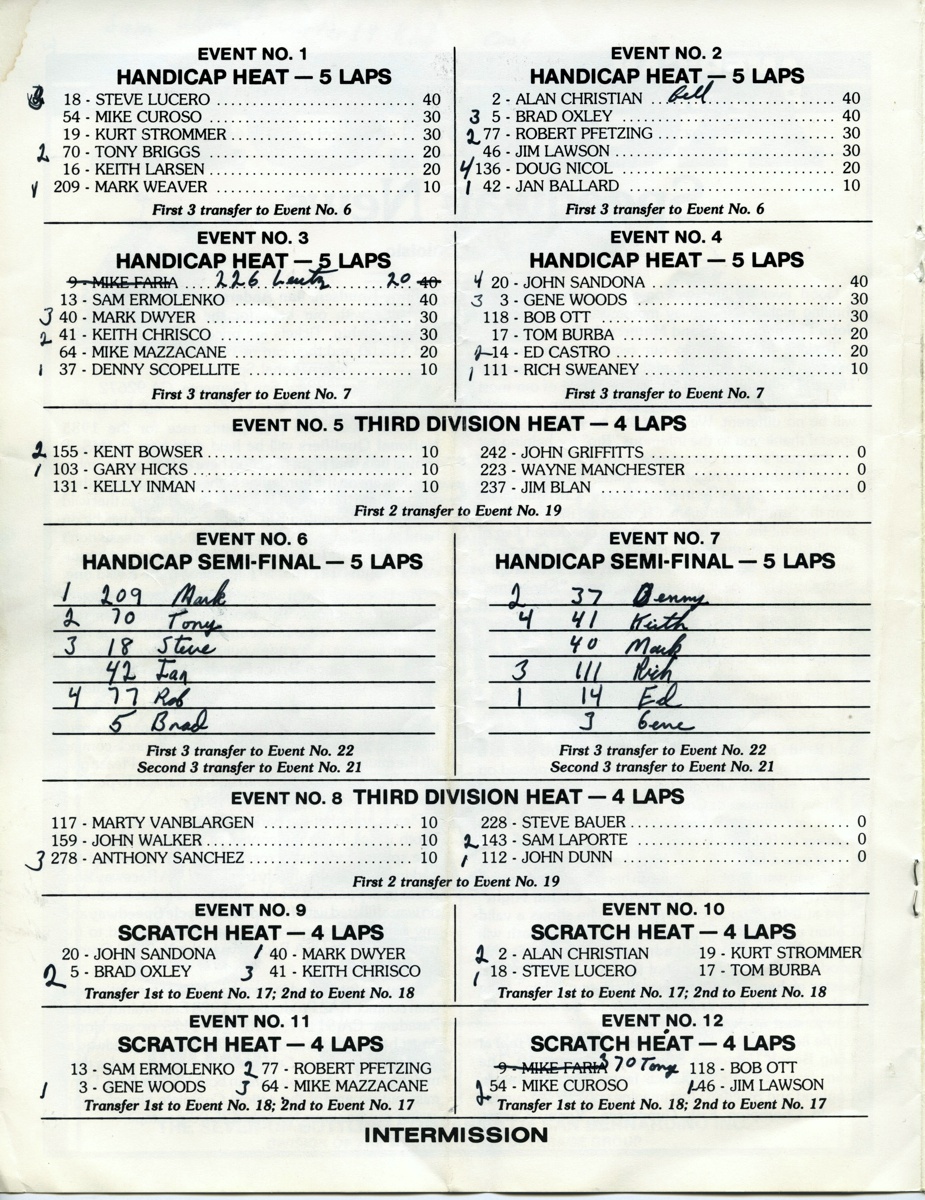 EVENT NO. 1
HANDICAP HEAT — 5 LAPS
3 18 - STEVE LUCERO 40
54 - MIKE CUROSO 30
19 - KURT STROMMER 30
2 70 - TONY BRIGGS 20
16 - KEITH LARSEN 20
1 209 - MARK WEAVER 10
First 3 transfer to Event No. 6
EVENT NO. 2
HANDICAP HEAT — 5 LAPS
2 - ALAN CHRISTIAN Bell 40
3 5 - BRAD OXLEY 40
2 77 - ROBERT PFETZING 30
46 - JIM LAWSON 30
4 136 - DOUG NICOL 20
1 42 - JAN BALLARD 10
First 3 transfer to Event No. 6
EVENT NO. 3
HANDICAP HEAT — 5 LAPS
9 - MIKE FARIA 226 Lentz 20 40
13 - SAM ERMOLENKO 40
3 40 - MARK DWYER 30
2 41 - KEITH CHRISCO 30
64 - MIKE MAZZACANE 20
1 37 - DENNY SCOPELLITE 10
First 3 transfer to Event No. 7
EVENT NO. 4
HANDICAP HEAT — 5 LAPS
4 20 - JOHN SANDONA 40
3 3 - GENE WOODS 30
118 - BOB OTT 30
17 - TOM BURBA 20
2 14 - ED CASTRO 20
1 111 - RICH SWEANEY 10
First 3 transfer to Event No. 7
EVENT NO. 5 THIRD DIVISION HEAT — 4 LAPS
2 155 - KENT BOWSER 10
1 103 - GARY HICKS 10
131 - KELLY INMAN 10
242 - JOHN GRIFFITTS 0
223 - WAYNE MANCHESTER 0
237 - JIM BLAN 0
First 2 transfer to Event No. 19
EVENT NO. 6
HANDICAP SEMI-FINAL — 5 LAPS
1 209 Mark
2 70 Tony
3 18 Steve
42 Jan
4 77 Rob
5 Brad
First 3 transfer to Event No. 22
Second 3 transfer to Event No. 21
EVENT NO. 7
HANDICAP SEMI-FINAL — 5 LAPS
2 37 Denny
4 41 Keith
40 Mark
3 111 Rich
1 14 Ed
3 Gene
First 3 transfer to Event No. 22
Second 3 transfer to Event No. 21
EVENT NO. 8 THIRD DIVISION HEAT — 4 LAPS
117 - MARTY VANBLARGEN 10
159 - JOHN WALKER 10
3 278 - ANTHONY SANCHEZ 10
228 - STEVE BAUER 0
2 143 - SAM LAPORTE 0
1 112 - JOHN DUNN 0
First 2 transfer to Event No. 19
EVENT NO. 9
SCRATCH HEAT — 4 LAPS
20 - JOHN SANDONA 1 40 - MARK DWYER
2 5 - BRAD OXLEY 3 41 - KEITH CHRISCO
Transfer 1st to Event No. 17; 2nd to Event No. 18
EVENT NO. 10
SCRATCH HEAT — 4 LAPS
2 2 - ALAN CHRISTIAN 19 - KURT STROMMER
1 18 - STEVE LUCERO 17 - TOM BURBA
Transfer 1st to Event No. 17; 2nd to Event No. 18
EVENT NO. 11
SCRATCH HEAT — 4 LAPS
13 - SAM ERMOLENKO 2 77 - ROBERT PFETZING
1 3 - GENE WOODS 3 64 - MIKE MAZZACANE
Transfer 1st to Event No. 18; 2nd to Event No. 17
EVENT NO. 12
SCRATCH HEAT — 4 LAPS
9 - MIKE FARIA 3 70 Tony 118 - BOB OTT
2 54 - MIKE CUROSO 1 46 - JIM LAWSON
Transfer 1st to Event No. 18; 2nd to Event No. 17
INTERMISSION